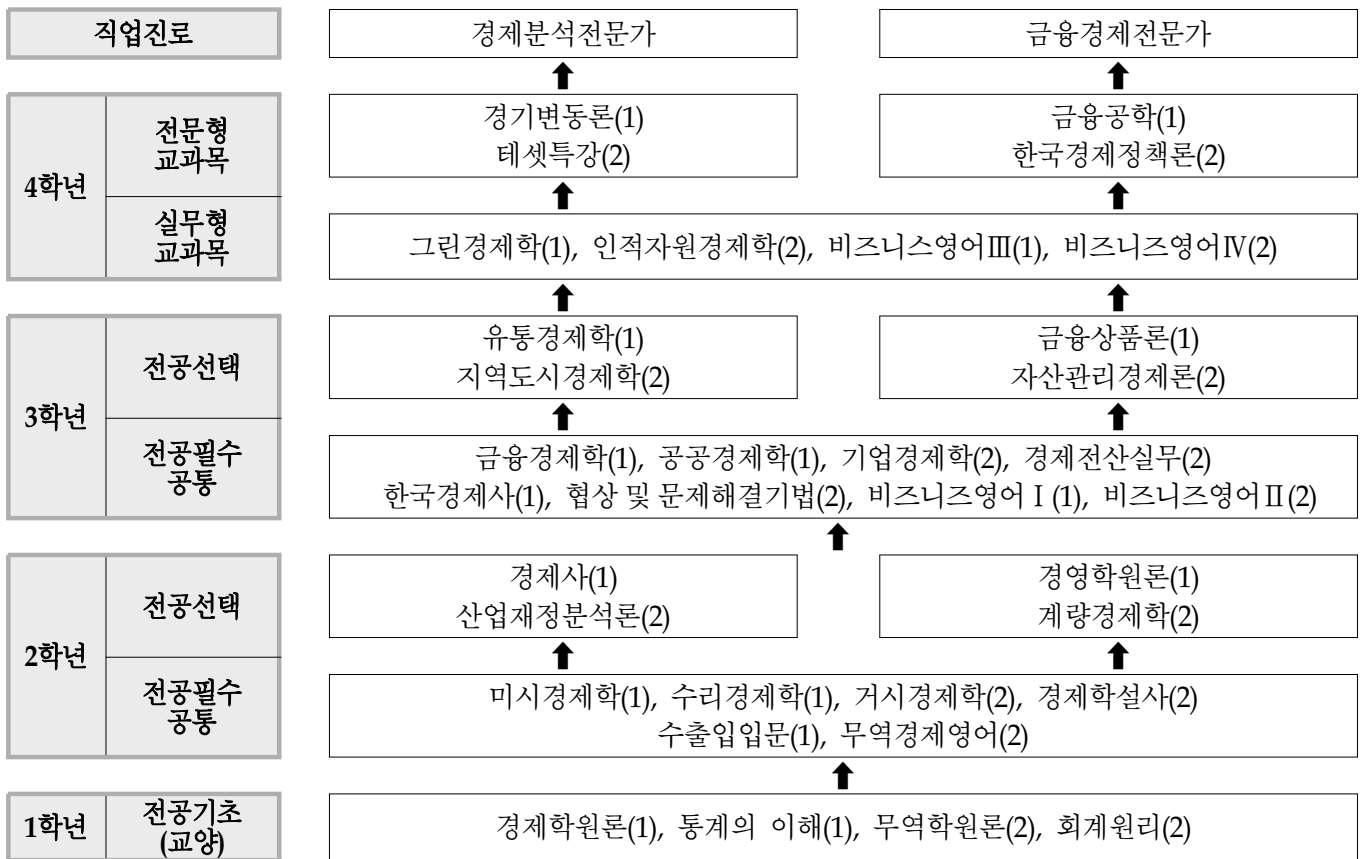 직업진로
경제분석전문가
금융경제전문가
4학년
전문형
교과목
경기변동론(1)
테셋특강(2)
금융공학(1)
한국경제정책론(2)
실무형
교과목
그린경제학(1), 인적자원경제학(2), 비즈니스영어Ⅲ(1), 비즈니즈영어Ⅳ(2)
3학년
전공선택
유통경제학(1)
지역도시경제학(2)
금융상품론(1)
자산관리경제론(2)
전공필수
공통
금융경제학(1), 공공경제학(1), 기업경제학(2), 경제전산실무(2)
한국경제사(1), 협상 및 문제해결기법(2), 비즈니즈영어Ⅰ(1), 비즈니즈영어Ⅱ(2)
2학년
전공선택
경제사(1)
산업재정분석론(2)
경영학원론(1)
계량경제학(2)
전공필수
공통
미시경제학(1), 수리경제학(1), 거시경제학(2), 경제학설사(2)
수출입입문(1), 무역경제영어(2)
1학년
전공기초
(교양)
경제학원론(1), 통계의 이해(1), 무역학원론(2), 회계원리(2)